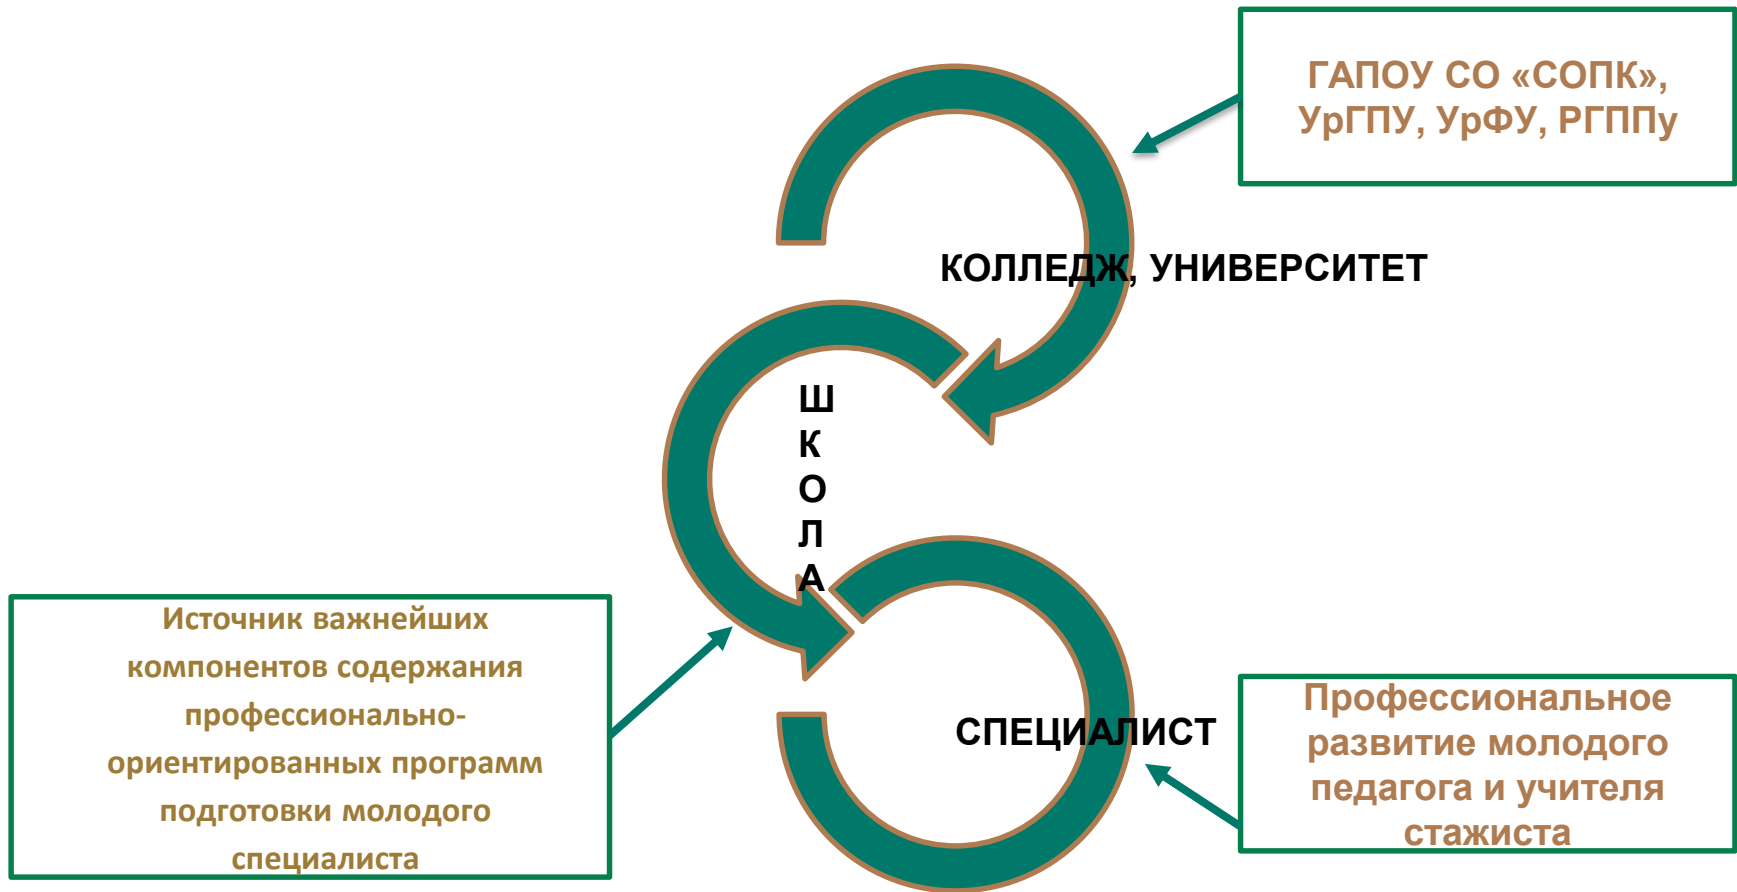 ГАПОУ СО «СОПК»,
УрГПУ, УрФУ, РГППу
КОЛЛЕДЖ, УНИВЕРСИТЕТ
Ш
К
О
Л
А
Источник важнейших
компонентов содержания
профессионально-
ориентированных программ
подготовки молодого
специалиста
СПЕЦИАЛИСТ
Профессиональное
развитие молодого
педагога и учителя
стажиста